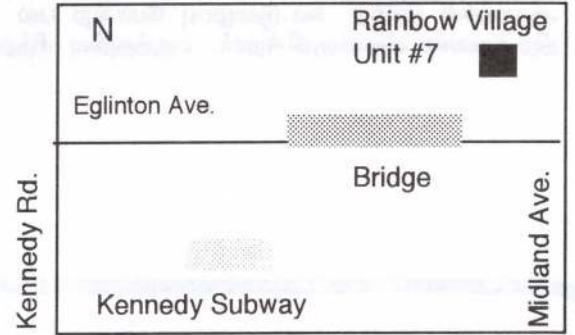 N
Rainbow Village
Unit #7
Eglinton Ave.
Bridge
Kennedy Rd.
Midland Ave.
Kennedy Subway